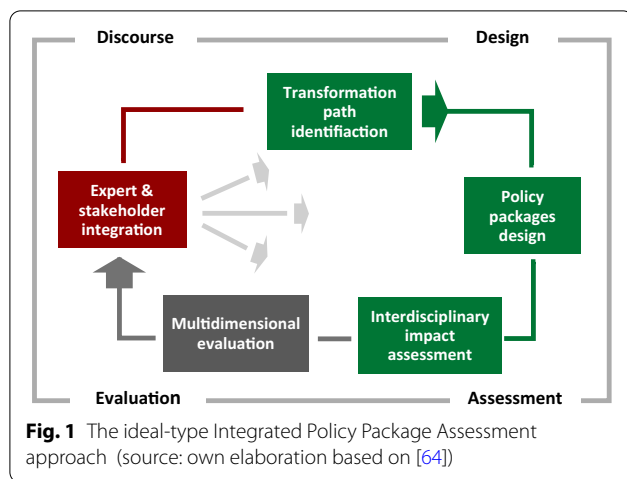 Discourse
Design
Transformation
path
identifiaction
Expert &
stakeholder
integration
Policy
packages
design
Multidimensional
evaluation
Interdisciplinary
impact
assessment
Evaluation
Assessment
Fig. 1 The ideal-type Integrated Policy Package Assessment
approach (source: own elaboration based on [64])